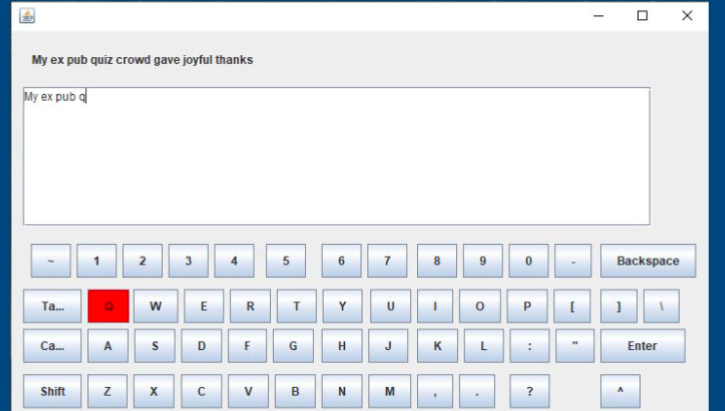 My ex pub quiz crowd gave joyful thanks
My ex pub q
~ 1 2 3 4 5 6 7 8 9 0 - Backspace
Ta... Q W E R T Y U I O P [ ] \
Ca... A S D F G H J K L : " Enter
Shift Z X C V B N M , . ? ^